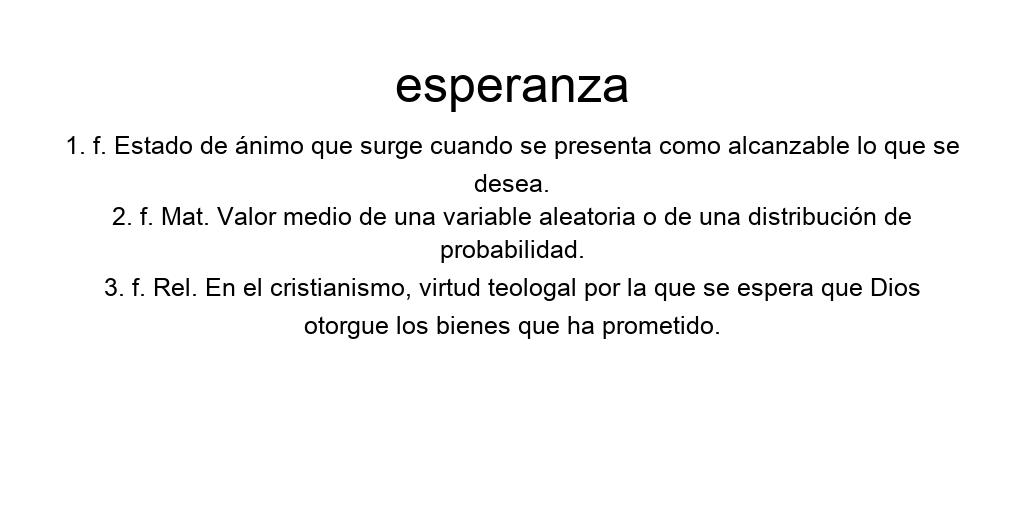 esperanza
1. f. Estado de ánimo que surge cuando se presenta como alcanzable lo que se
desea.
2. f. Mat. Valor medio de una variable aleatoria o de una distribución de
probabilidad.
3. f. Rel. En el cristianismo, virtud teologal por la que se espera que Dios
otorgue los bienes que ha prometido.